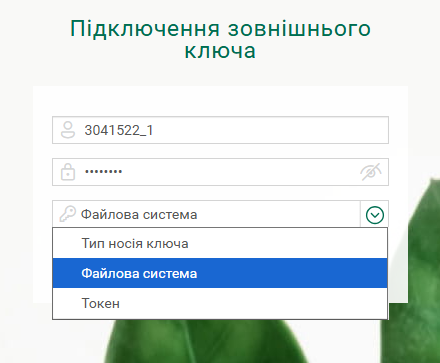 Підключення зовнішнього
ключа
3041522_1
••••••••
Файлова система
Тип носія ключа
Файлова система
Токен